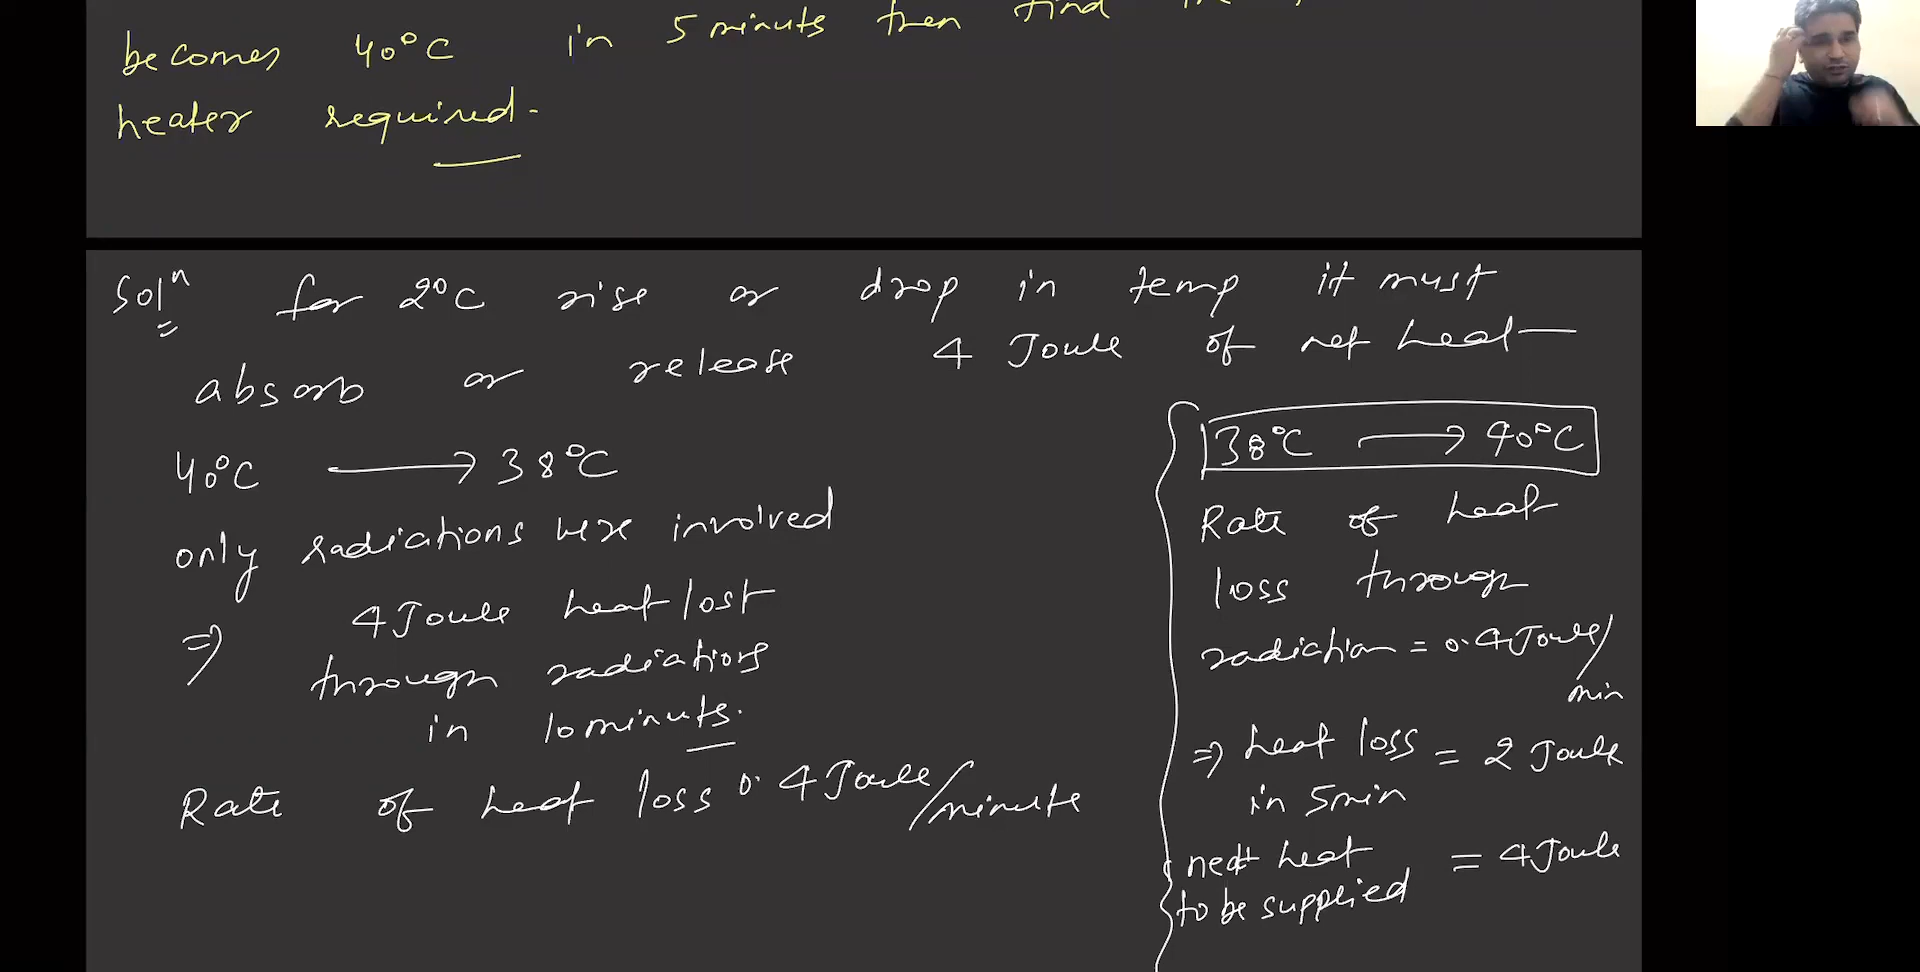 becomes 40°C in 5 minuts then find
heater required.
Solⁿ for 2°C rise or drop in temp it must
absorb or release 4 Joule of net heat
40°C → 38°C
only radiations were involved
⇒ 4 Joule heat lost
through radiations
in 10 minuts.
Rate of heat loss 0.4 Joule/minute
38°C → 40°C
Rate of heat
loss through
radiation = 0.4 Joule/
min
⇒ heat loss = 2 Joule
in 5 min
net heat = 4 Joule
to be supplied